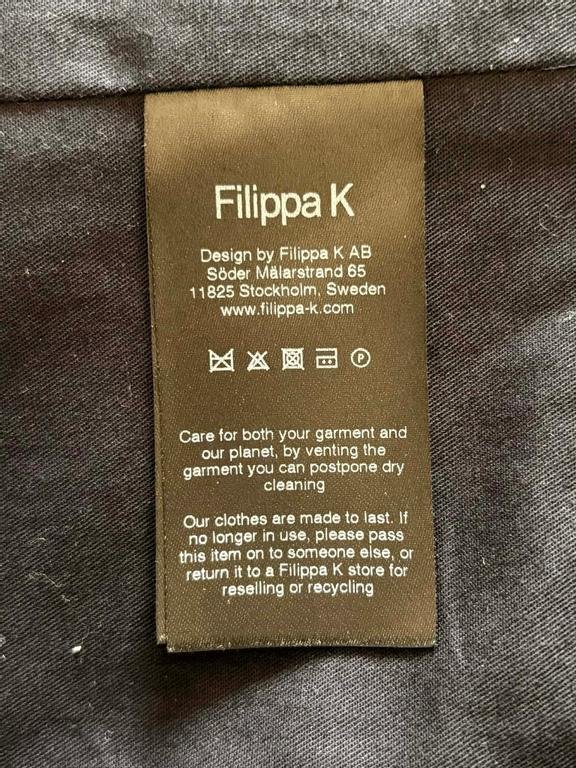 Filippa K
Design by Filippa K AB
Söder Mälarstrand 65
11825 Stockholm, Sweden
www.filippa-k.com
P
Care for both your garment and
our planet, by venting the
garment you can postpone dry
cleaning
Our clothes are made to last. If
no longer in use, please pass
this item on to someone else, or
return it to a Filippa K store for
reselling or recycling